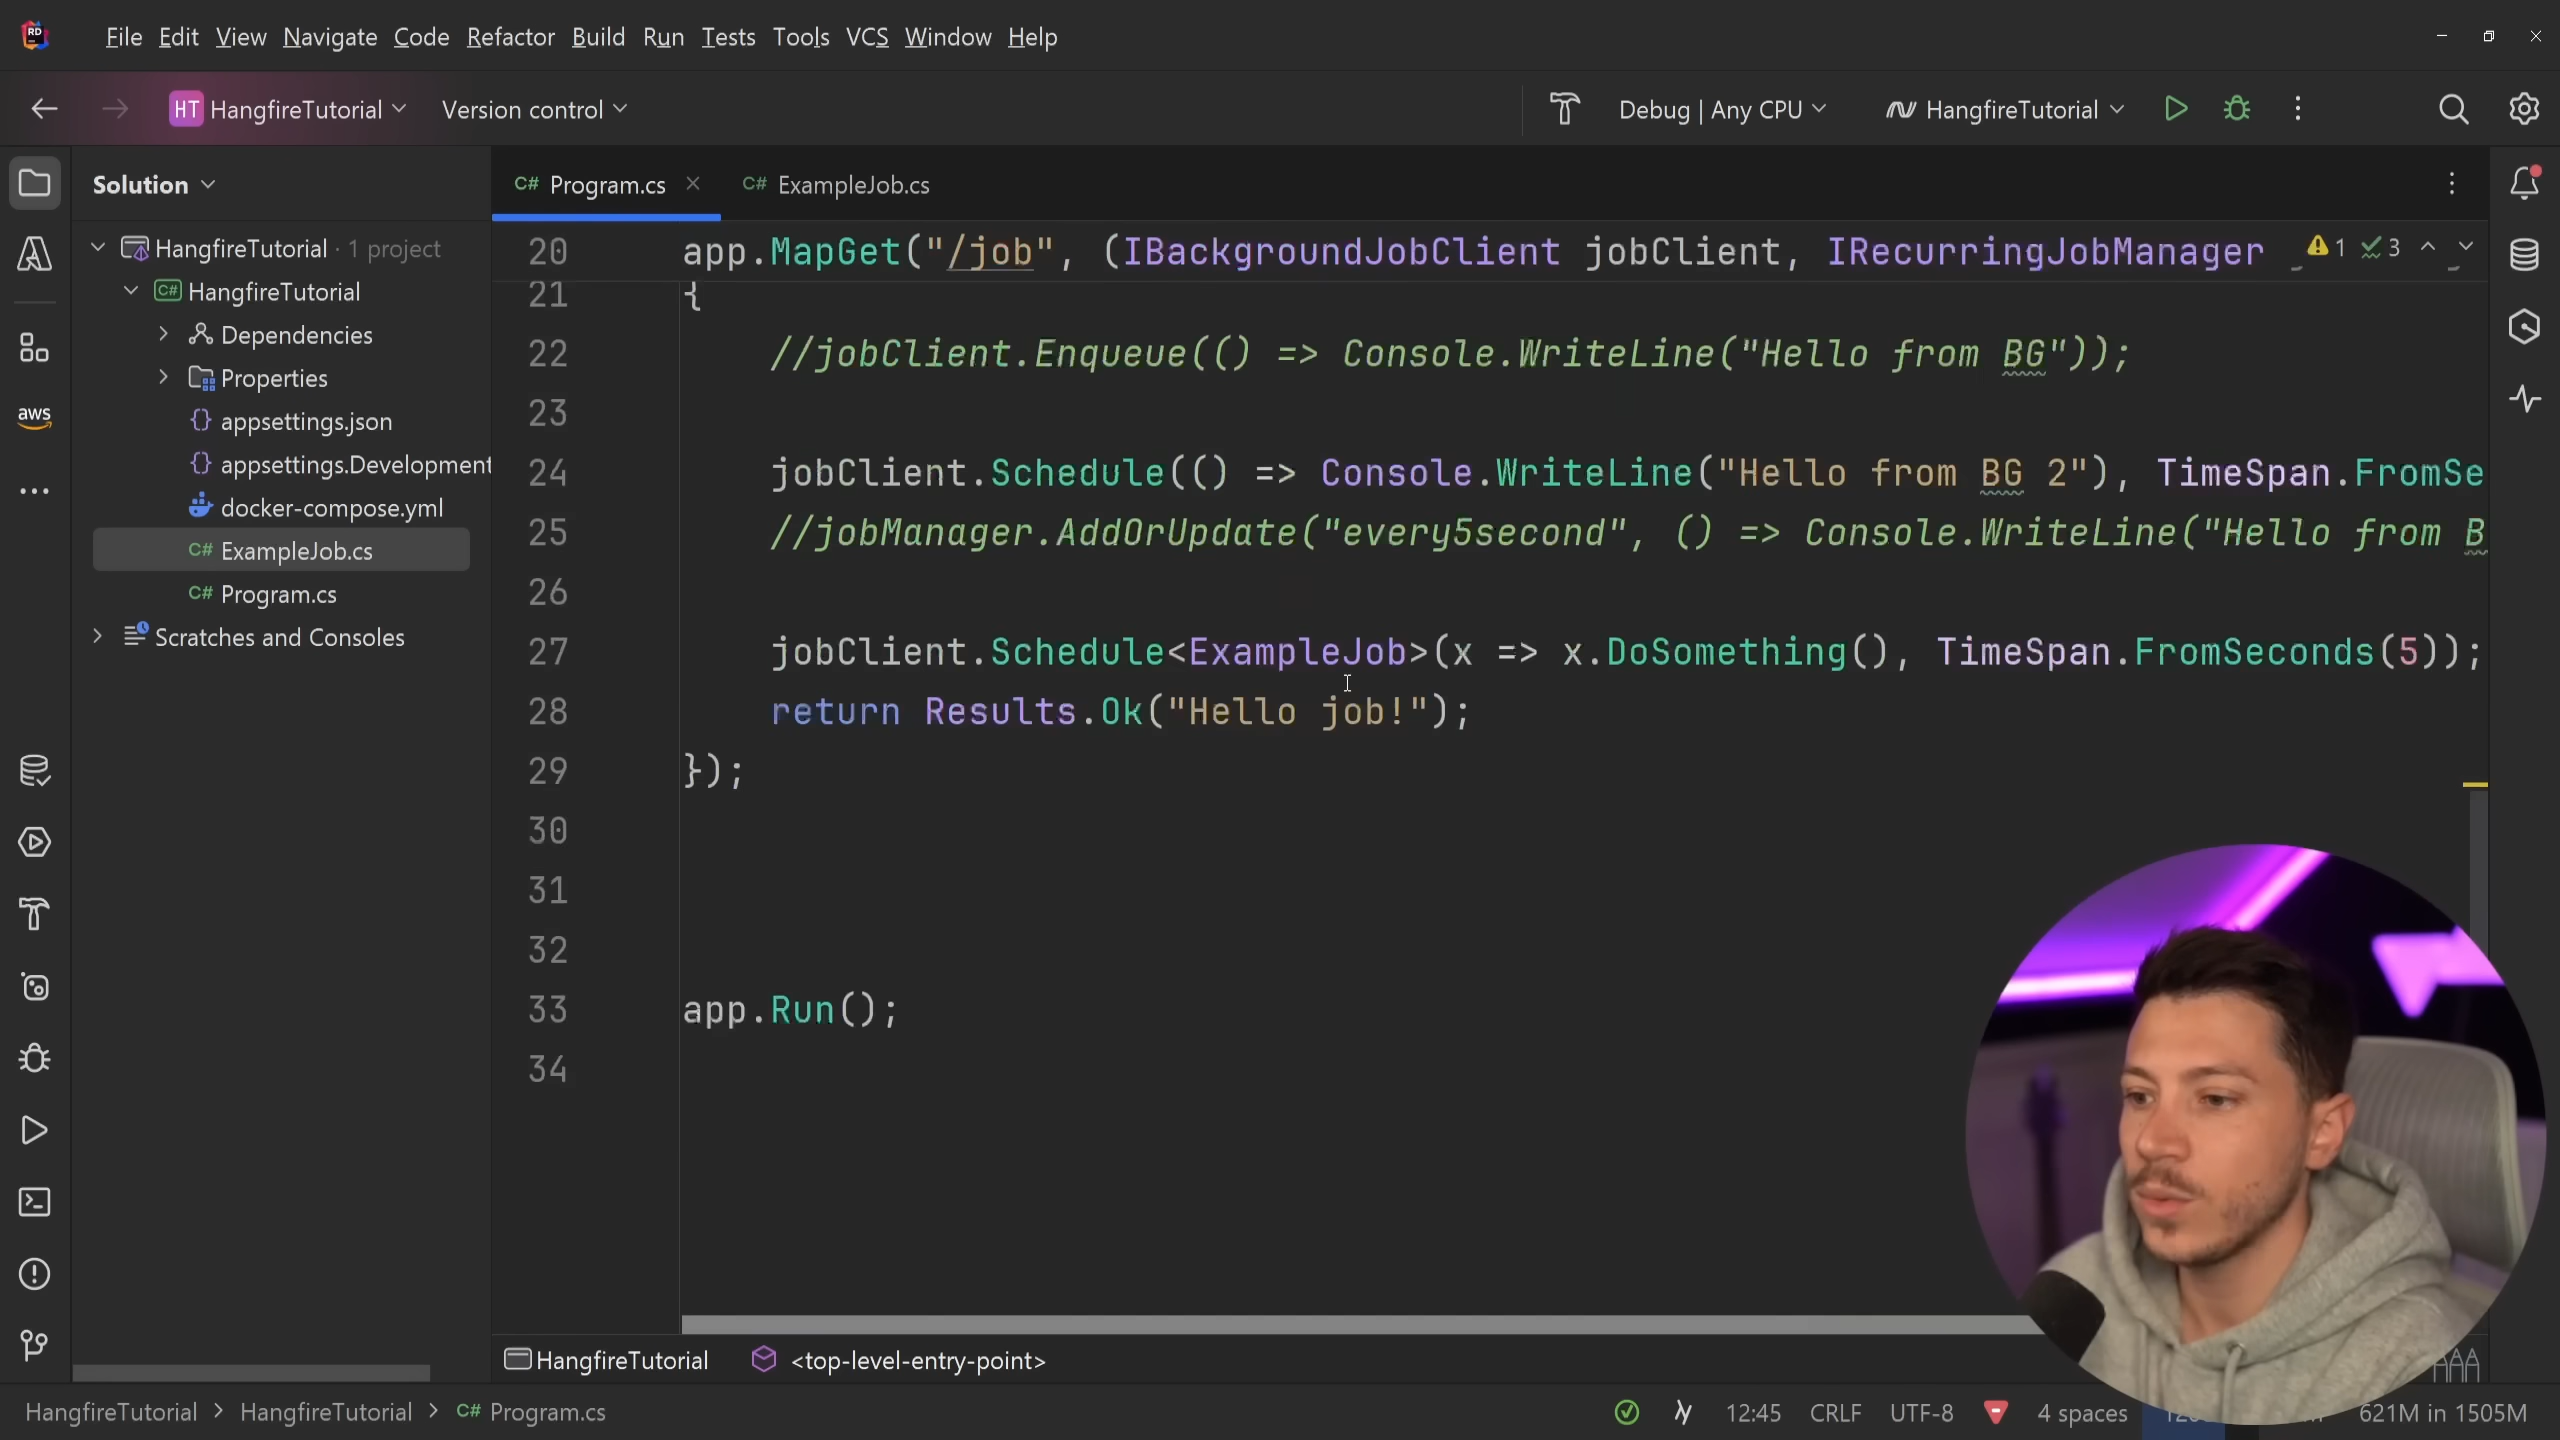 RD File Edit View Navigate Code Refactor Build Run Tests Tools VCS Window Help
HT HangfireTutorial Version control Debug | Any CPU HangfireTutorial
Solution
C# Program.cs C# ExampleJob.cs
HangfireTutorial · 1 project
C# HangfireTutorial
Dependencies
Properties
{} appsettings.json
{} appsettings.Development
docker-compose.yml
C# ExampleJob.cs
C# Program.cs
Scratches and Consoles
aws
20 app.MapGet("/job", (IBackgroundJobClient jobClient, IRecurringJobManager 1 3
21 {
22 //jobClient.Enqueue(() => Console.WriteLine("Hello from BG"));
23
24 jobClient.Schedule(() => Console.WriteLine("Hello from BG 2"), TimeSpan.FromSe
25 //jobManager.AddOrUpdate("every5second", () => Console.WriteLine("Hello from B
26
27 jobClient.Schedule<ExampleJob>(x => x.DoSomething(), TimeSpan.FromSeconds(5));
28 return Results.Ok("Hello job!");
29 });
30
31
32
33 app.Run();
34
HangfireTutorial <top-level-entry-point>
HangfireTutorial > HangfireTutorial > C# Program.cs
12:45 CRLF UTF-8 4 spaces 621M in 1505M